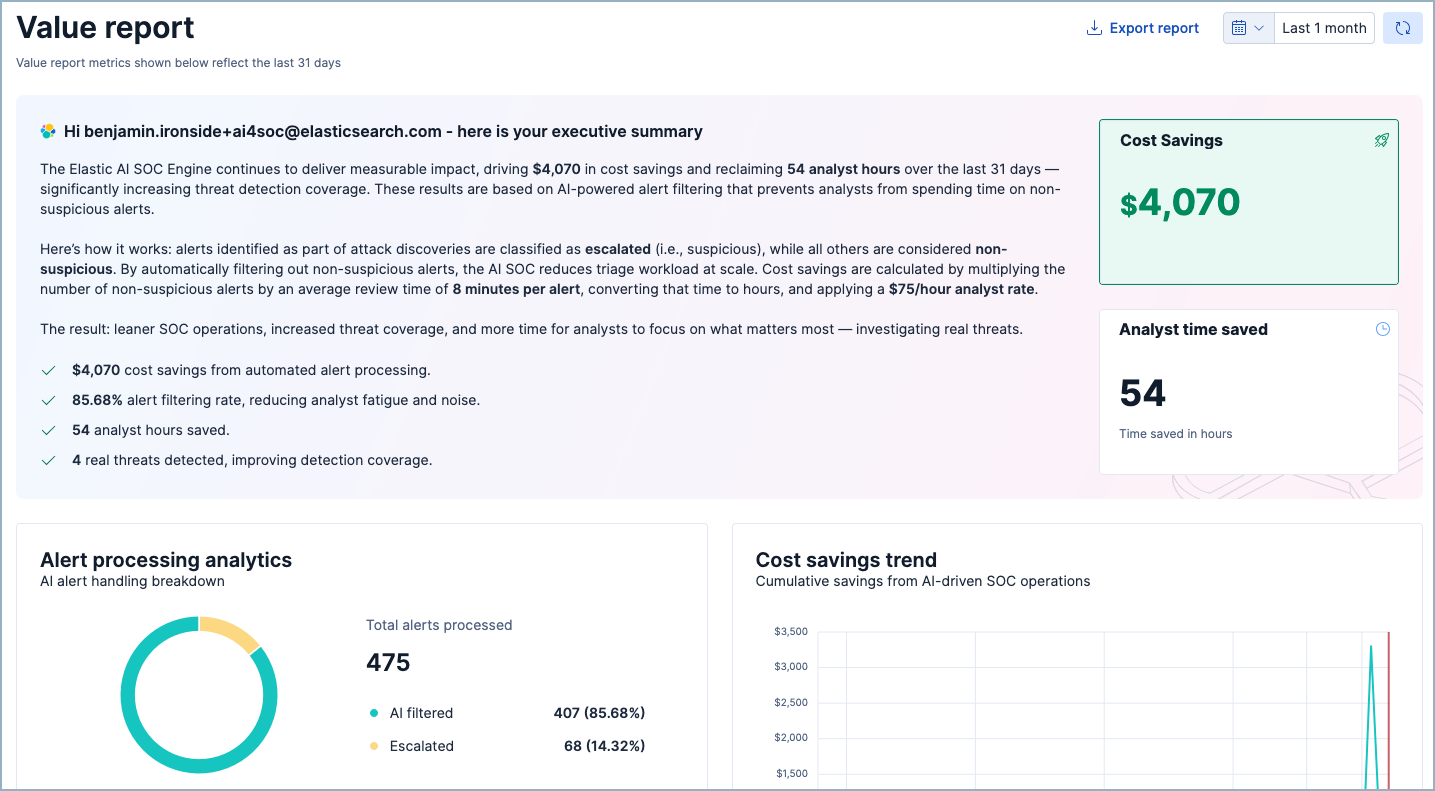 Value report
Export report
Last 1 month
Value report metrics shown below reflect the last 31 days
Hi benjamin.ironside+ai4soc@elasticsearch.com - here is your executive summary
The Elastic AI SOC Engine continues to deliver measurable impact, driving $4,070 in cost savings and reclaiming 54 analyst hours over the last 31 days —
significantly increasing threat detection coverage. These results are based on AI-powered alert filtering that prevents analysts from spending time on non-
suspicious alerts.
Here's how it works: alerts identified as part of attack discoveries are classified as escalated (i.e., suspicious), while all others are considered non-
suspicious. By automatically filtering out non-suspicious alerts, the AI SOC reduces triage workload at scale. Cost savings are calculated by multiplying the
number of non-suspicious alerts by an average review time of 8 minutes per alert, converting that time to hours, and applying a $75/hour analyst rate.
The result: leaner SOC operations, increased threat coverage, and more time for analysts to focus on what matters most — investigating real threats.
$4,070 cost savings from automated alert processing.
85.68% alert filtering rate, reducing analyst fatigue and noise.
54 analyst hours saved.
4 real threats detected, improving detection coverage.
Cost Savings
$4,070
Analyst time saved
54
Time saved in hours
Alert processing analytics
AI alert handling breakdown
Total alerts processed
475
AI filtered 407 (85.68%)
Escalated 68 (14.32%)
Cost savings trend
Cumulative savings from AI-driven SOC operations
$3,500
$3,000
$2,500
$2,000
$1,500